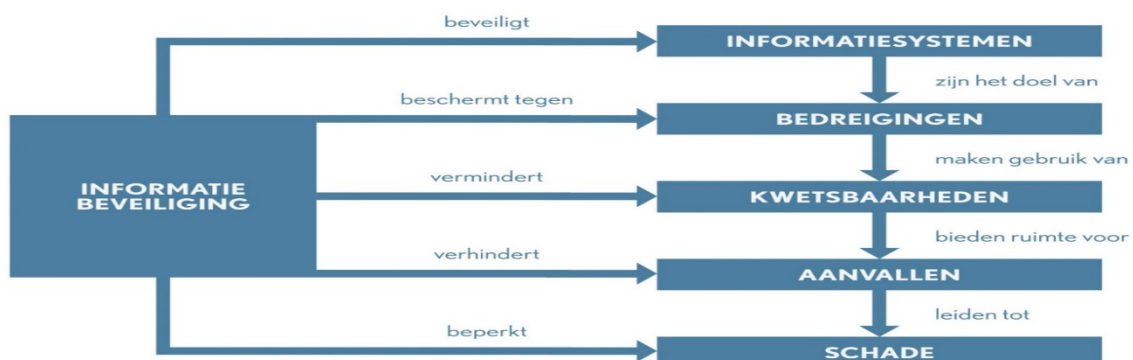 beveiligt
INFORMATIESYSTEMEN
zijn het doel van
beschermt tegen
BEDREIGINGEN
maken gebruik van
INFORMATIE
BEVEILIGING
vermindert
KWETSBAARHEDEN
bieden ruimte voor
verhindert
AANVALLEN
leiden tot
beperkt
SCHADE